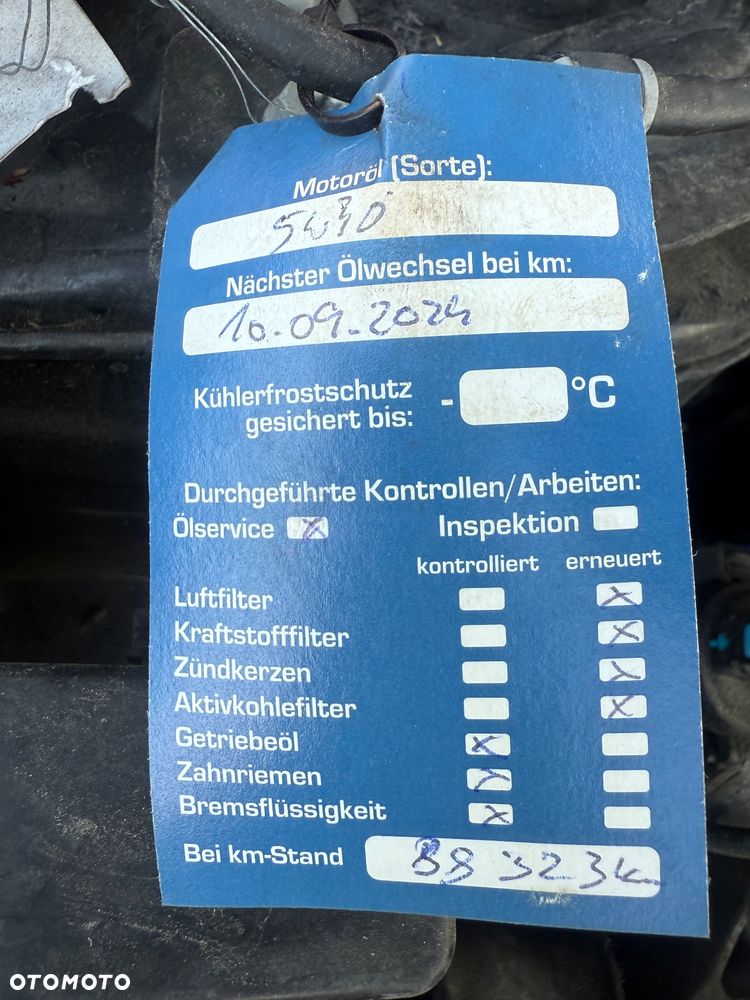 Motoröl (Sorte):
5W30
Nächster Ölwechsel bei km:
10.09.2024
Kühlerfrostschutz
gesichert bis: - °C
Durchgeführte Kontrollen/Arbeiten:
Ölservice X Inspektion
kontrolliert erneuert
Luftfilter X
Kraftstofffilter X
Zündkerzen X
Aktivkohlefilter X
Getriebeöl X
Zahnriemen X
Bremsflüssigkeit X
Bei km-Stand
OTOMOTO